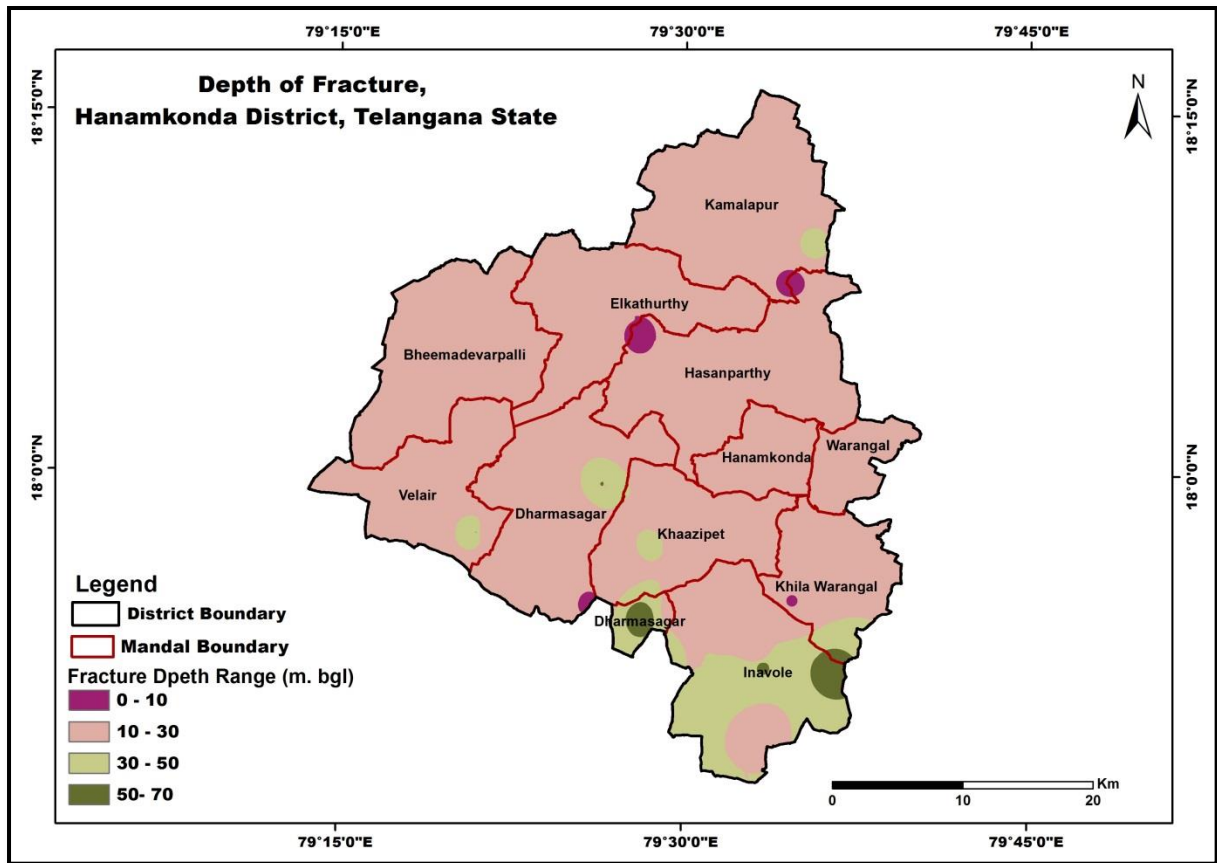 79°15'0"E 79°30'0"E 79°45'0"E
Depth of Fracture,
Hanamkonda District, Telangana State
N
18°15'0"N
18°15'0"N
Kamalapur
Elkathurthy
Bheemadevarpalli
Hasanparthy
Warangal
Hanamkonda
18°0'0"N
18°0'0"N
Velair
Dharmasagar
Khaazipet
Khila Warangal
Dharmasagar
Inavole
Legend
District Boundary
Mandal Boundary
Fracture Dpeth Range (m. bgl)
0 - 10
10 - 30
30 - 50
50- 70
Km
0 10 20
79°15'0"E 79°30'0"E 79°45'0"E